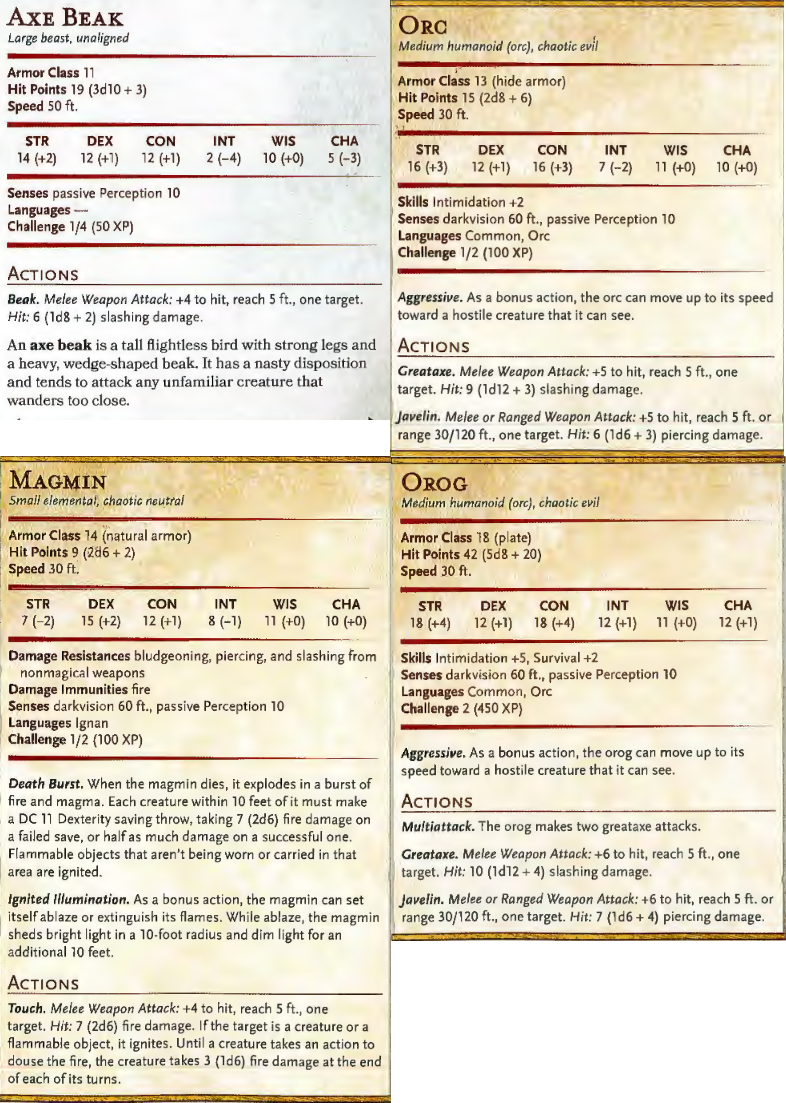 AXE BEAK
Large beast, unaligned
Armor Class 11
Hit Points 19 (3d10 + 3)
Speed 50 ft.
STR DEX CON INT WIS CHA
14 (+2) 12 (+1) 12 (+1) 2 (−4) 10 (+0) 5 (−3)
Senses passive Perception 10
Languages —
Challenge 1/4 (50 XP)
ACTIONS
Beak. Melee Weapon Attack: +4 to hit, reach 5 ft., one target.
Hit: 6 (1d8 + 2) slashing damage.
An axe beak is a tall flightless bird with strong legs and
a heavy, wedge-shaped beak. It has a nasty disposition
and tends to attack any unfamiliar creature that
wanders too close.
ORC
Medium humanoid (orc), chaotic evil
Armor Class 13 (hide armor)
Hit Points 15 (2d8 + 6)
Speed 30 ft.
STR DEX CON INT WIS CHA
16 (+3) 12 (+1) 16 (+3) 7 (−2) 11 (+0) 10 (+0)
Skills Intimidation +2
Senses darkvision 60 ft., passive Perception 10
Languages Common, Orc
Challenge 1/2 (100 XP)
Aggressive. As a bonus action, the orc can move up to its speed
toward a hostile creature that it can see.
ACTIONS
Greataxe. Melee Weapon Attack: +5 to hit, reach 5 ft., one
target. Hit: 9 (1d12 + 3) slashing damage.
Javelin. Melee or Ranged Weapon Attack: +5 to hit, reach 5 ft. or
range 30/120 ft., one target. Hit: 6 (1d6 + 3) piercing damage.
MAGMIN
Small elemental, chaotic neutral
Armor Class 14 (natural armor)
Hit Points 9 (2d6 + 2)
Speed 30 ft.
STR DEX CON INT WIS CHA
7 (−2) 15 (+2) 12 (+1) 8 (−1) 11 (+0) 10 (+0)
Damage Resistances bludgeoning, piercing, and slashing from
nonmagical weapons
Damage Immunities fire
Senses darkvision 60 ft., passive Perception 10
Languages Ignan
Challenge 1/2 (100 XP)
Death Burst. When the magmin dies, it explodes in a burst of
fire and magma. Each creature within 10 feet of it must make
a DC 11 Dexterity saving throw, taking 7 (2d6) fire damage on
a failed save, or half as much damage on a successful one.
Flammable objects that aren't being worn or carried in that
area are ignited.
Ignited Illumination. As a bonus action, the magmin can set
itself ablaze or extinguish its flames. While ablaze, the magmin
sheds bright light in a 10-foot radius and dim light for an
additional 10 feet.
ACTIONS
Touch. Melee Weapon Attack: +4 to hit, reach 5 ft., one
target. Hit: 7 (2d6) fire damage. If the target is a creature or a
flammable object, it ignites. Until a creature takes an action to
douse the fire, the creature takes 3 (1d6) fire damage at the end
of each of its turns.
OROG
Medium humanoid (orc), chaotic evil
Armor Class 18 (plate)
Hit Points 42 (5d8 + 20)
Speed 30 ft.
STR DEX CON INT WIS CHA
18 (+4) 12 (+1) 18 (+4) 12 (+1) 11 (+0) 12 (+1)
Skills Intimidation +5, Survival +2
Senses darkvision 60 ft., passive Perception 10
Languages Common, Orc
Challenge 2 (450 XP)
Aggressive. As a bonus action, the orog can move up to its
speed toward a hostile creature that it can see.
ACTIONS
Multiattack. The orog makes two greataxe attacks.
Greataxe. Melee Weapon Attack: +6 to hit, reach 5 ft., one
target. Hit: 10 (1d12 + 4) slashing damage.
Javelin. Melee or Ranged Weapon Attack: +6 to hit, reach 5 ft. or
range 30/120 ft., one target. Hit: 7 (1d6 + 4) piercing damage.